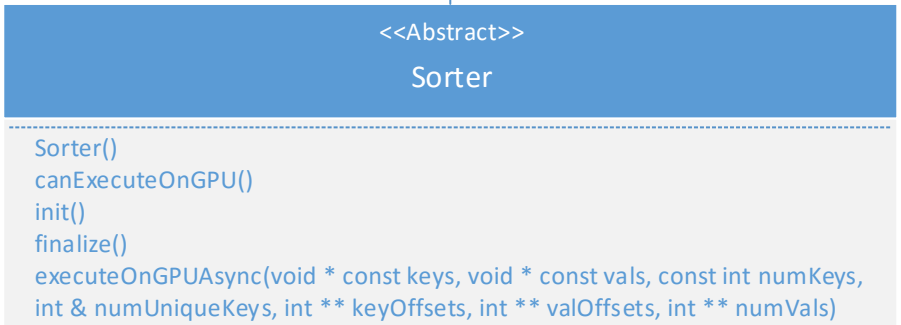 <<Abstract>>
Sorter
Sorter()
canExecuteOnGPU()
init()
finalize()
executeOnGPUAsync(void * const keys, void * const vals, const int numKeys,
int & numUniqueKeys, int ** keyOffsets, int ** valOffsets, int ** numVals)